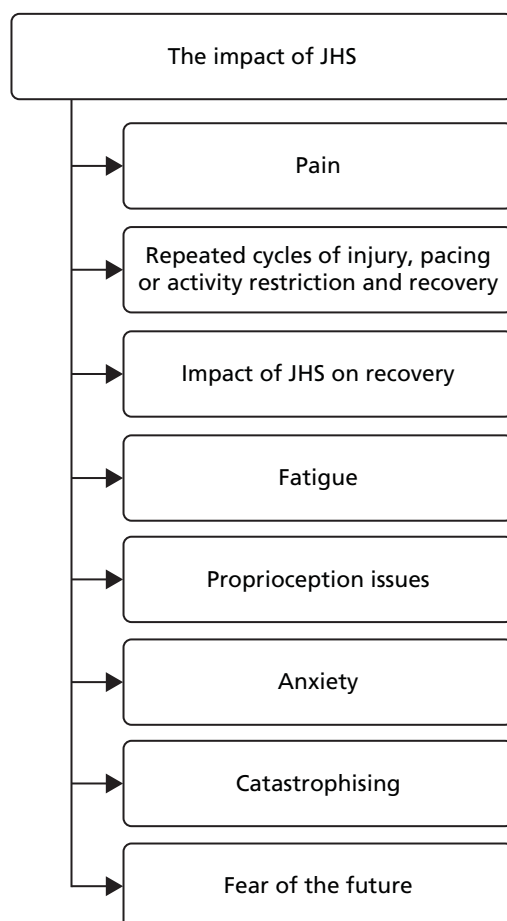 The impact of JHS
Pain
Repeated cycles of injury, pacing
or activity restriction and recovery
Impact of JHS on recovery
Fatigue
Proprioception issues
Anxiety
Catastrophising
Fear of the future